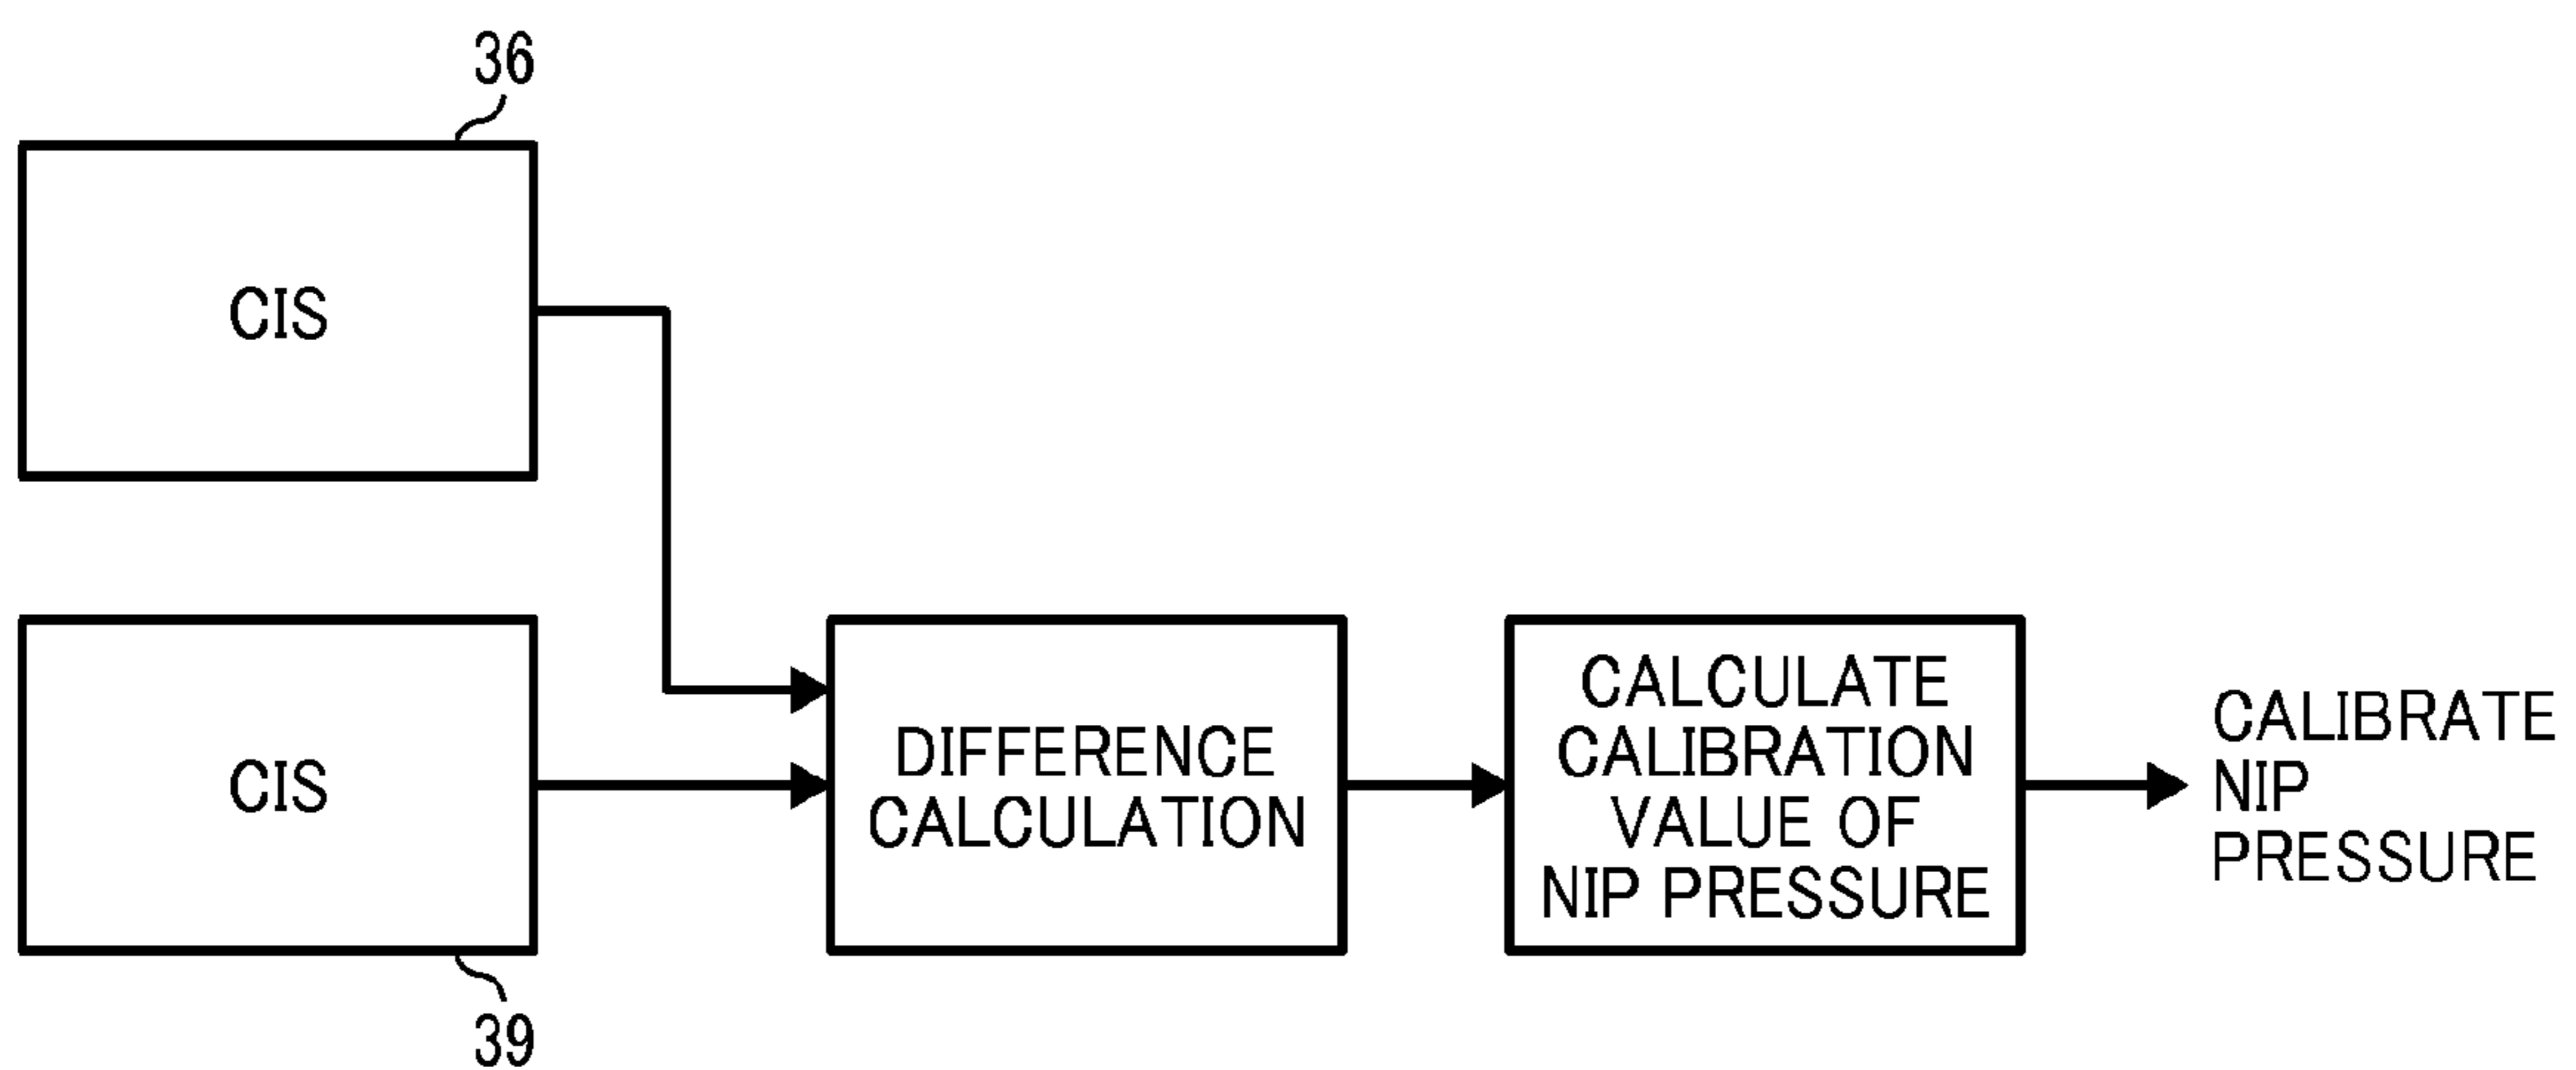 36
CIS
CIS
39
DIFFERENCE
CALCULATION
CALCULATE
CALIBRATION
VALUE OF
NIP PRESSURE
CALIBRATE
NIP
PRESSURE